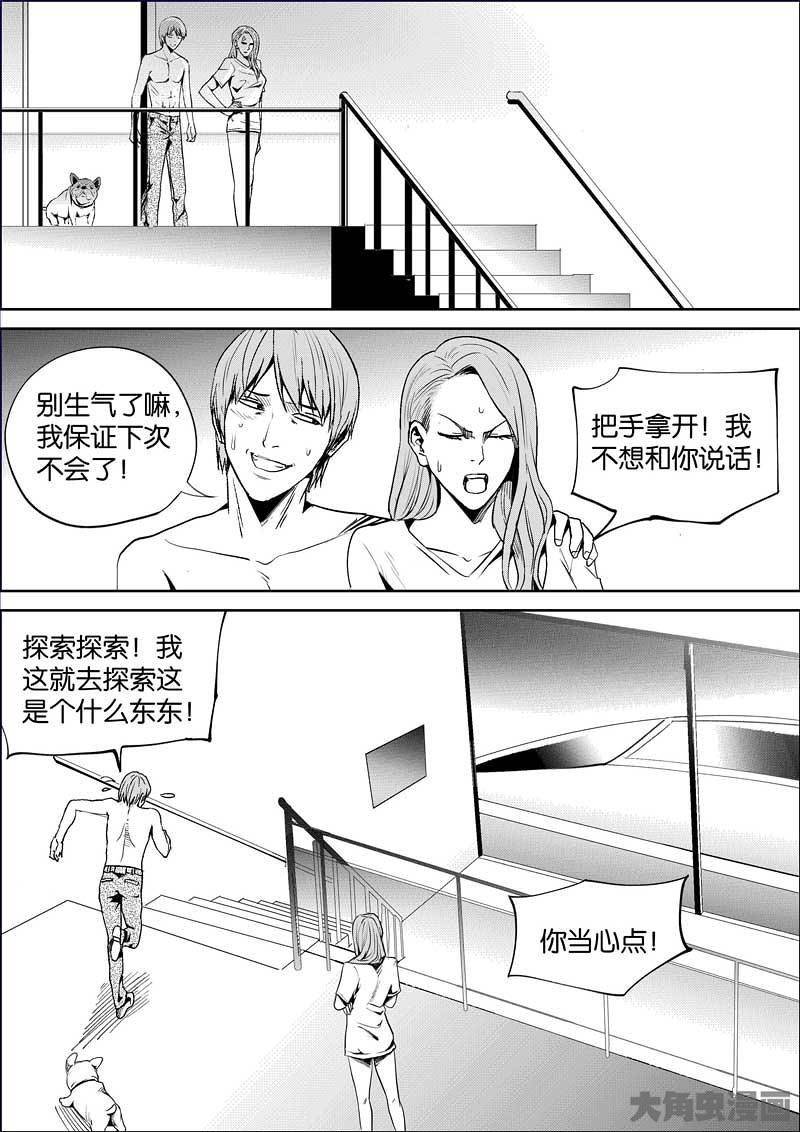 别生气了嘛，
我保证下次
不会了！
把手拿开！我
不想和你说话！
探索探索！我
这就去探索这
是个什么东东！
你当心点！
大角虫漫画